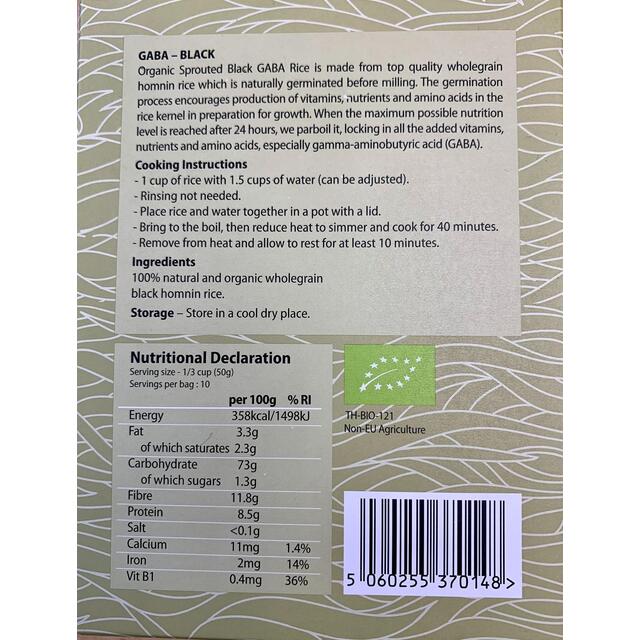 GABA – BLACK
Organic Sprouted Black GABA Rice is made from top quality wholegrain
homnin rice which is naturally germinated before milling. The germination
process encourages production of vitamins, nutrients and amino acids in the
rice kernel in preparation for growth. When the maximum possible nutrition
level is reached after 24 hours, we parboil it, locking in all the added vitamins,
nutrients and amino acids, especially gamma-aminobutyric acid (GABA).
Cooking Instructions
- 1 cup of rice with 1.5 cups of water (can be adjusted).
- Rinsing not needed.
- Place rice and water together in a pot with a lid.
- Bring to the boil, then reduce heat to simmer and cook for 40 minutes.
- Remove from heat and allow to rest for at least 10 minutes.
Ingredients
100% natural and organic wholegrain
black homnin rice.
Storage – Store in a cool dry place.
Nutritional Declaration
Serving size - 1/3 cup (50g)
Servings per bag : 10
per 100g % RI
Energy 358kcal/1498kJ
Fat 3.3g
of which saturates 2.3g
Carbohydrate 73g
of which sugars 1.3g
Fibre 11.8g
Protein 8.5g
Salt <0.1g
Calcium 11mg 1.4%
Iron 2mg 14%
Vit B1 0.4mg 36%
TH-BIO-121
Non-EU Agriculture
5 060255 370148 >